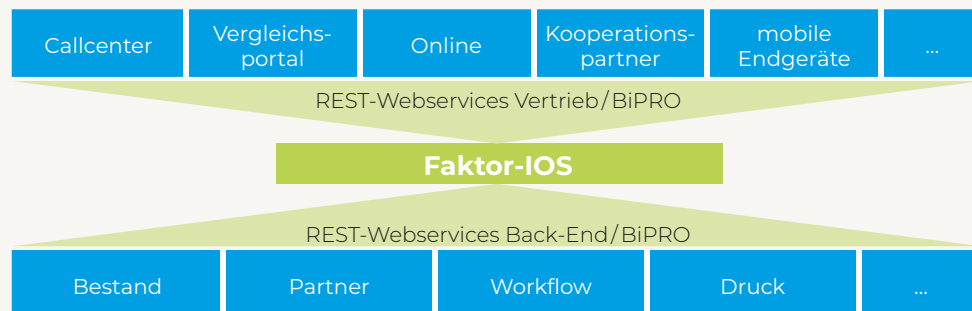 Callcenter
Vergleichs-
portal
Online
Kooperations-
partner
mobile
Endgeräte
...
REST-Webservices Vertrieb/BiPRO
Faktor-IOS
REST-Webservices Back-End/BiPRO
Bestand
Partner
Workflow
Druck
...